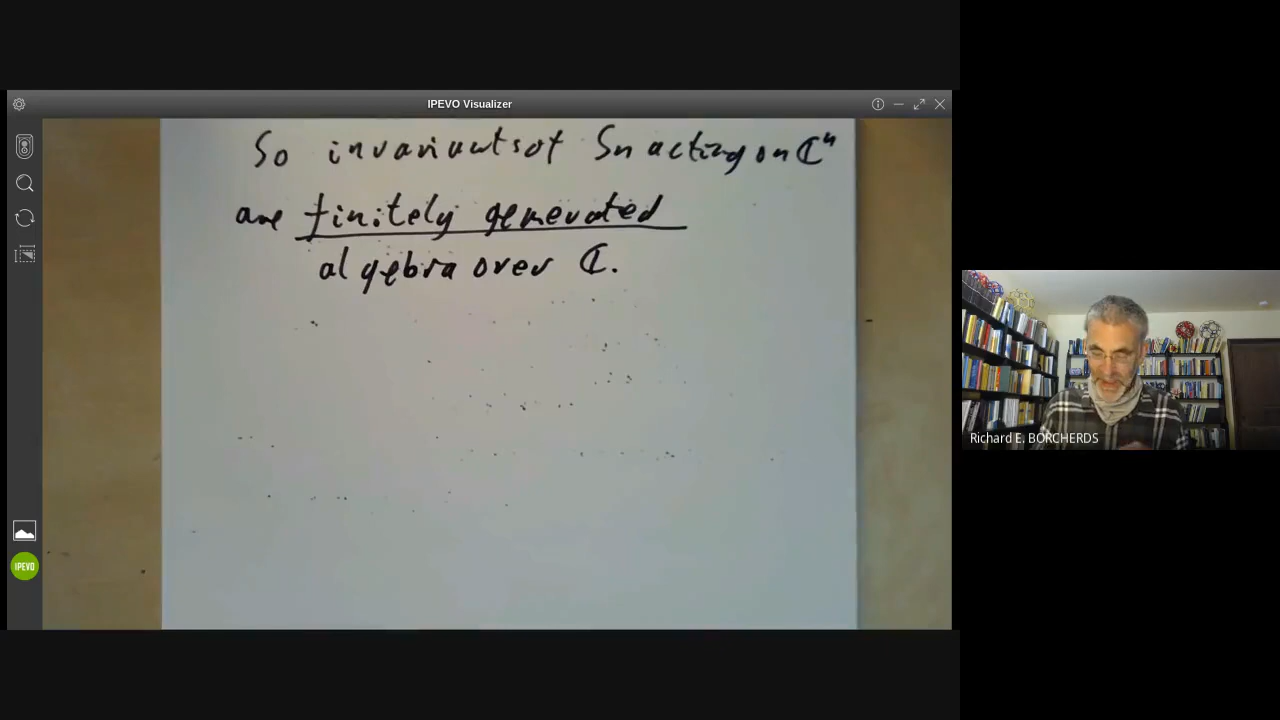 IPEVO Visualizer
So invariants of Sn acting on ℂⁿ
are finitely generated
algebra over ℂ.
IPEVO
Richard E. BORCHERDS